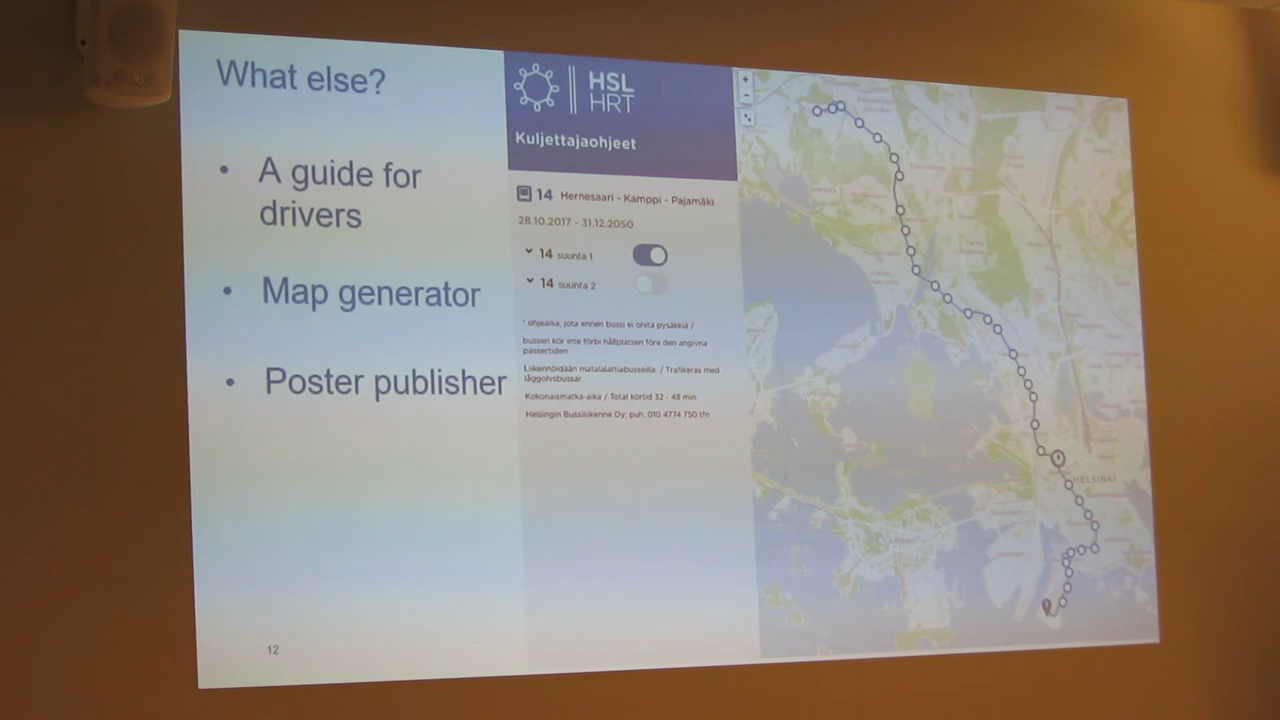 What else?
• A guide for
drivers
• Map generator
• Poster publisher
12
HSL
HRT
Kuljettajaohjeet
14 Hernesaari - Kamppi - Pajamäki
28.10.2017 - 31.12.2050
14 suunta 1
14 suunta 2
* ohjeaika, jota ennen bussi ei ohita pysäkkiä /
bussen kör inte förbi hållplatsen före den angivna
passertiden
Liikennöidään matalalattiabusseilla / Trafikeras med
låggolvsbussar
Kokonaismatka-aika / Total körtid 32 - 48 min.
Helsingin Bussiliikenne Oy, puh. 010 4774 750 tfn
+
-
HELSINKI